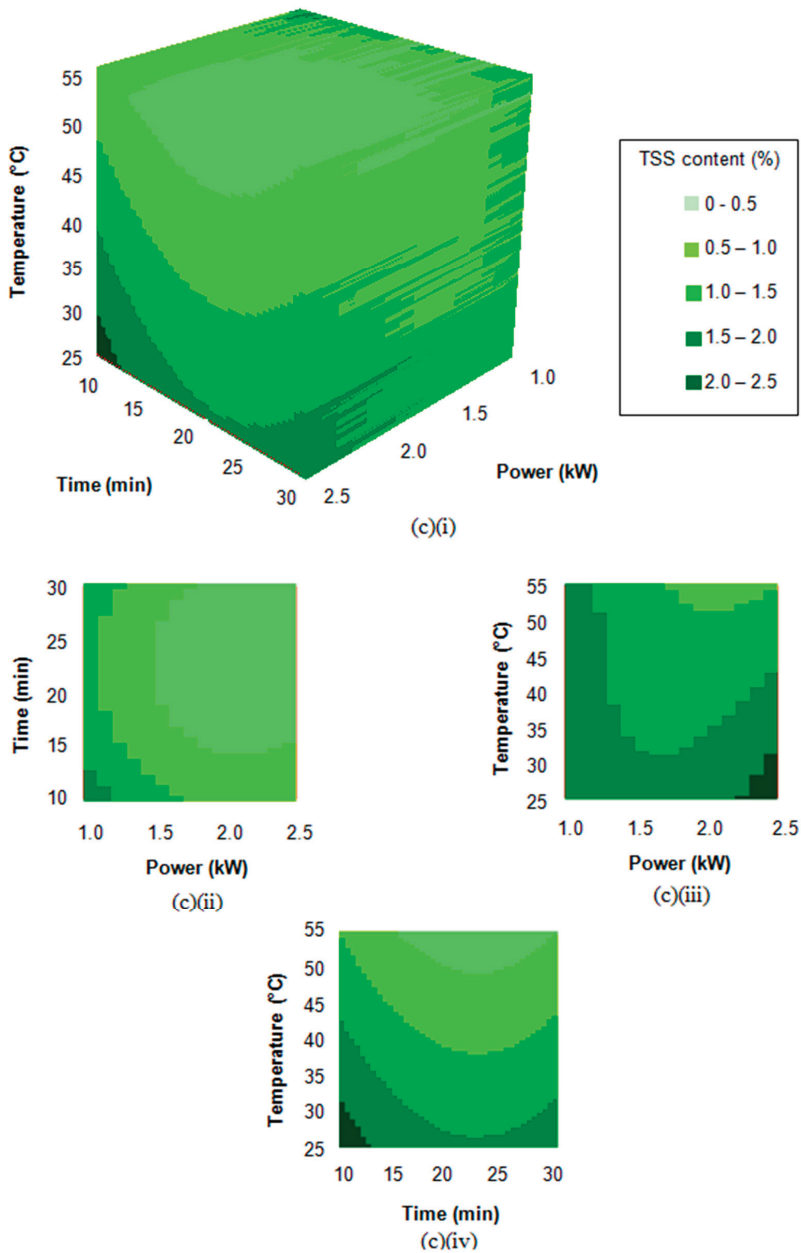 Temperature (°C)
55
50
45
40
35
30
25
10
15
20
25
30
Time (min)
2.5
2.0
1.5
1.0
Power (kW)
(c)(i)
TSS content (%)
0 - 0.5
0.5 – 1.0
1.0 – 1.5
1.5 – 2.0
2.0 – 2.5
Time (min)
30
25
20
15
10
1.0 1.5 2.0 2.5
Power (kW)
(c)(ii)
Temperature (°C)
55
50
45
40
35
30
25
1.0 1.5 2.0 2.5
Power (kW)
(c)(iii)
Temperature (°C)
55
50
40
35
30
25
10 15 20 25 30
Time (min)
(c)(iv)